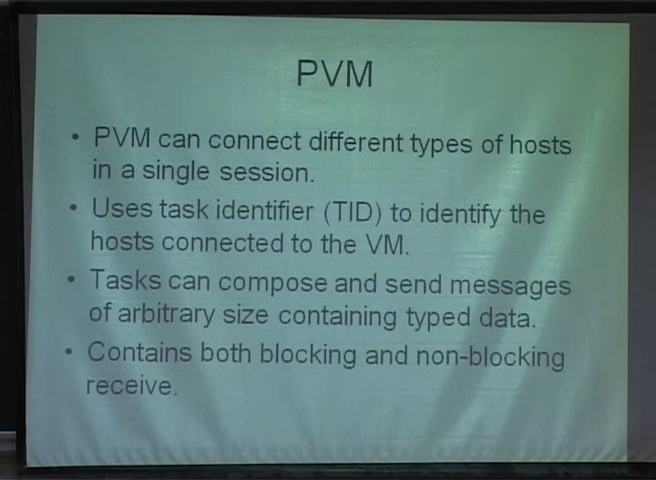 PVM
• PVM can connect different types of hosts
in a single session.
• Uses task identifier (TID) to identify the
hosts connected to the VM.
• Tasks can compose and send messages
of arbitrary size containing typed data.
• Contains both blocking and non-blocking
receive.